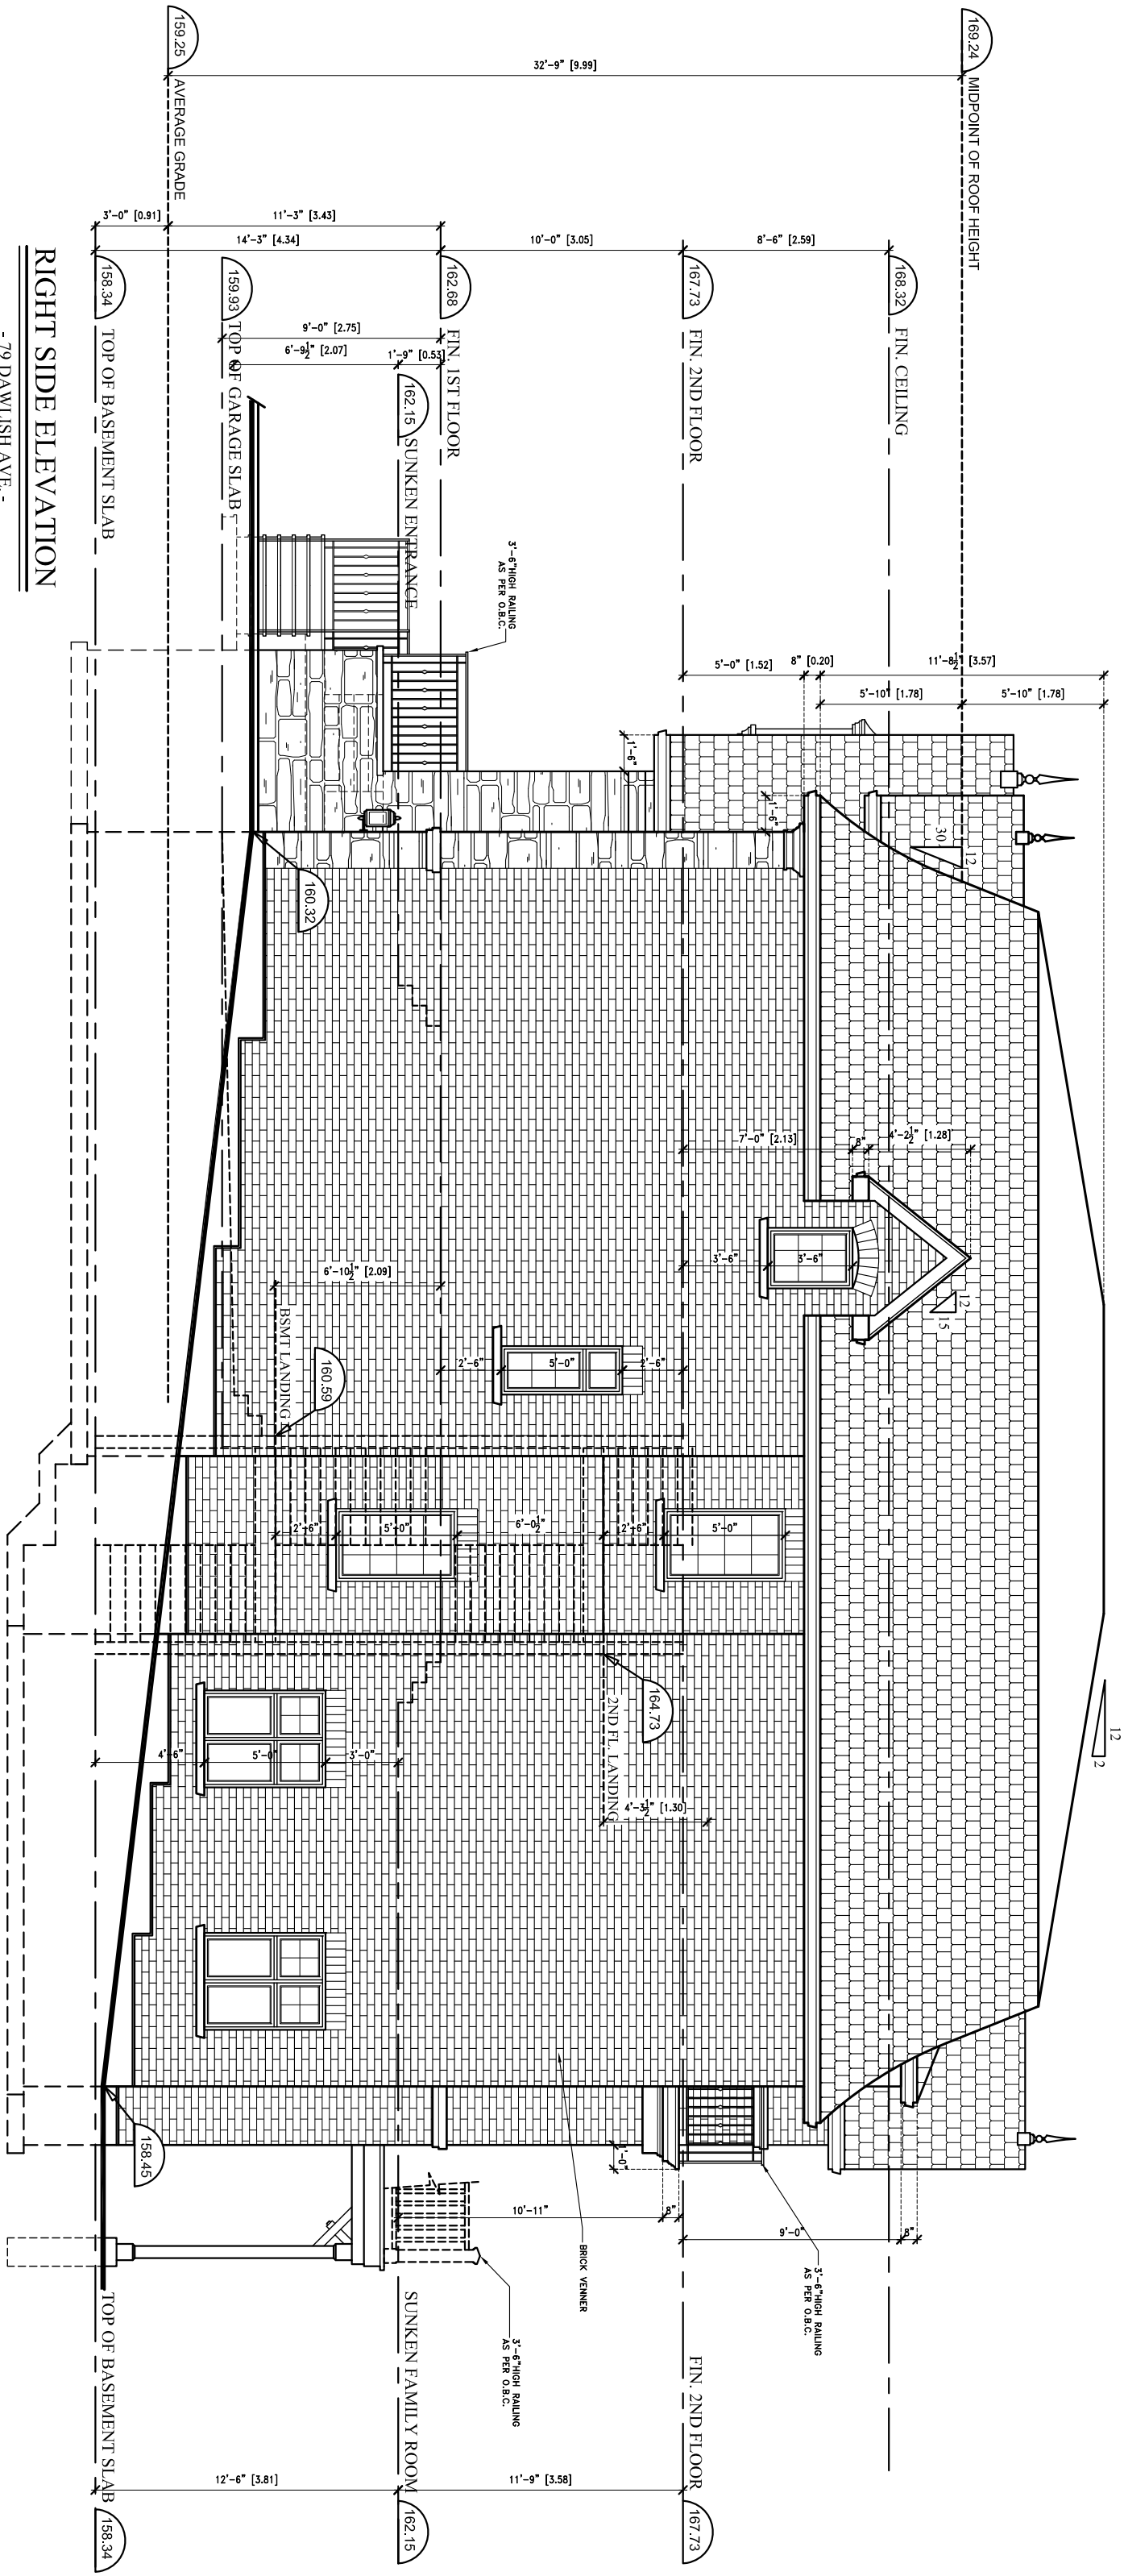 169.24
MIDPOINT OF ROOF HEIGHT
32'-9" [9.99]
159.25
AVERAGE GRADE
3'-0" [0.91]
11'-3" [3.43]
14'-3" [4.34]
10'-0" [3.05]
8'-6" [2.59]
168.32
FIN. CEILING
167.73
FIN. 2ND FLOOR
162.68
FIN. 1ST FLOOR
9'-0" [2.75]
6'-9½" [2.07]
1'-9" [0.53]
162.15
SUNKEN ENTRANCE
159.93
TOP OF GARAGE SLAB
158.34
TOP OF BASEMENT SLAB
3'-6"HIGH RAILING
AS PER O.B.C.
5'-0" [1.52]
8" [0.20]
11'-8½" [3.57]
5'-10" [1.78]
5'-10" [1.78]
1'-6"
1'-6"
30
12
160.32
7'-0" [2.13]
8"
4'-2½" [1.28]
3'-6"
3'-6"
12
15
6'-10½" [2.09]
BSMT LANDING
160.59
2'-6"
5'-0"
2'-6"
2'-6"
5'-0"
6'-0½"
2'-6"
5'-0"
164.73
2ND FL. LANDING
4'-3½" [1.30]
4'-6"
5'-0"
3'-0"
12
2
158.45
1'-0"
10'-11"
8"
9'-0"
8"
BRICK VENNER
3'-6"HIGH RAILING
AS PER O.B.C.
3'-6"HIGH RAILING
AS PER O.B.C.
FIN. 2ND FLOOR
167.73
SUNKEN FAMILY ROOM
162.15
TOP OF BASEMENT SLAB
158.34
12'-6" [3.81]
11'-9" [3.58]
RIGHT SIDE ELEVATION
- 79 DAWLISH AVE. -